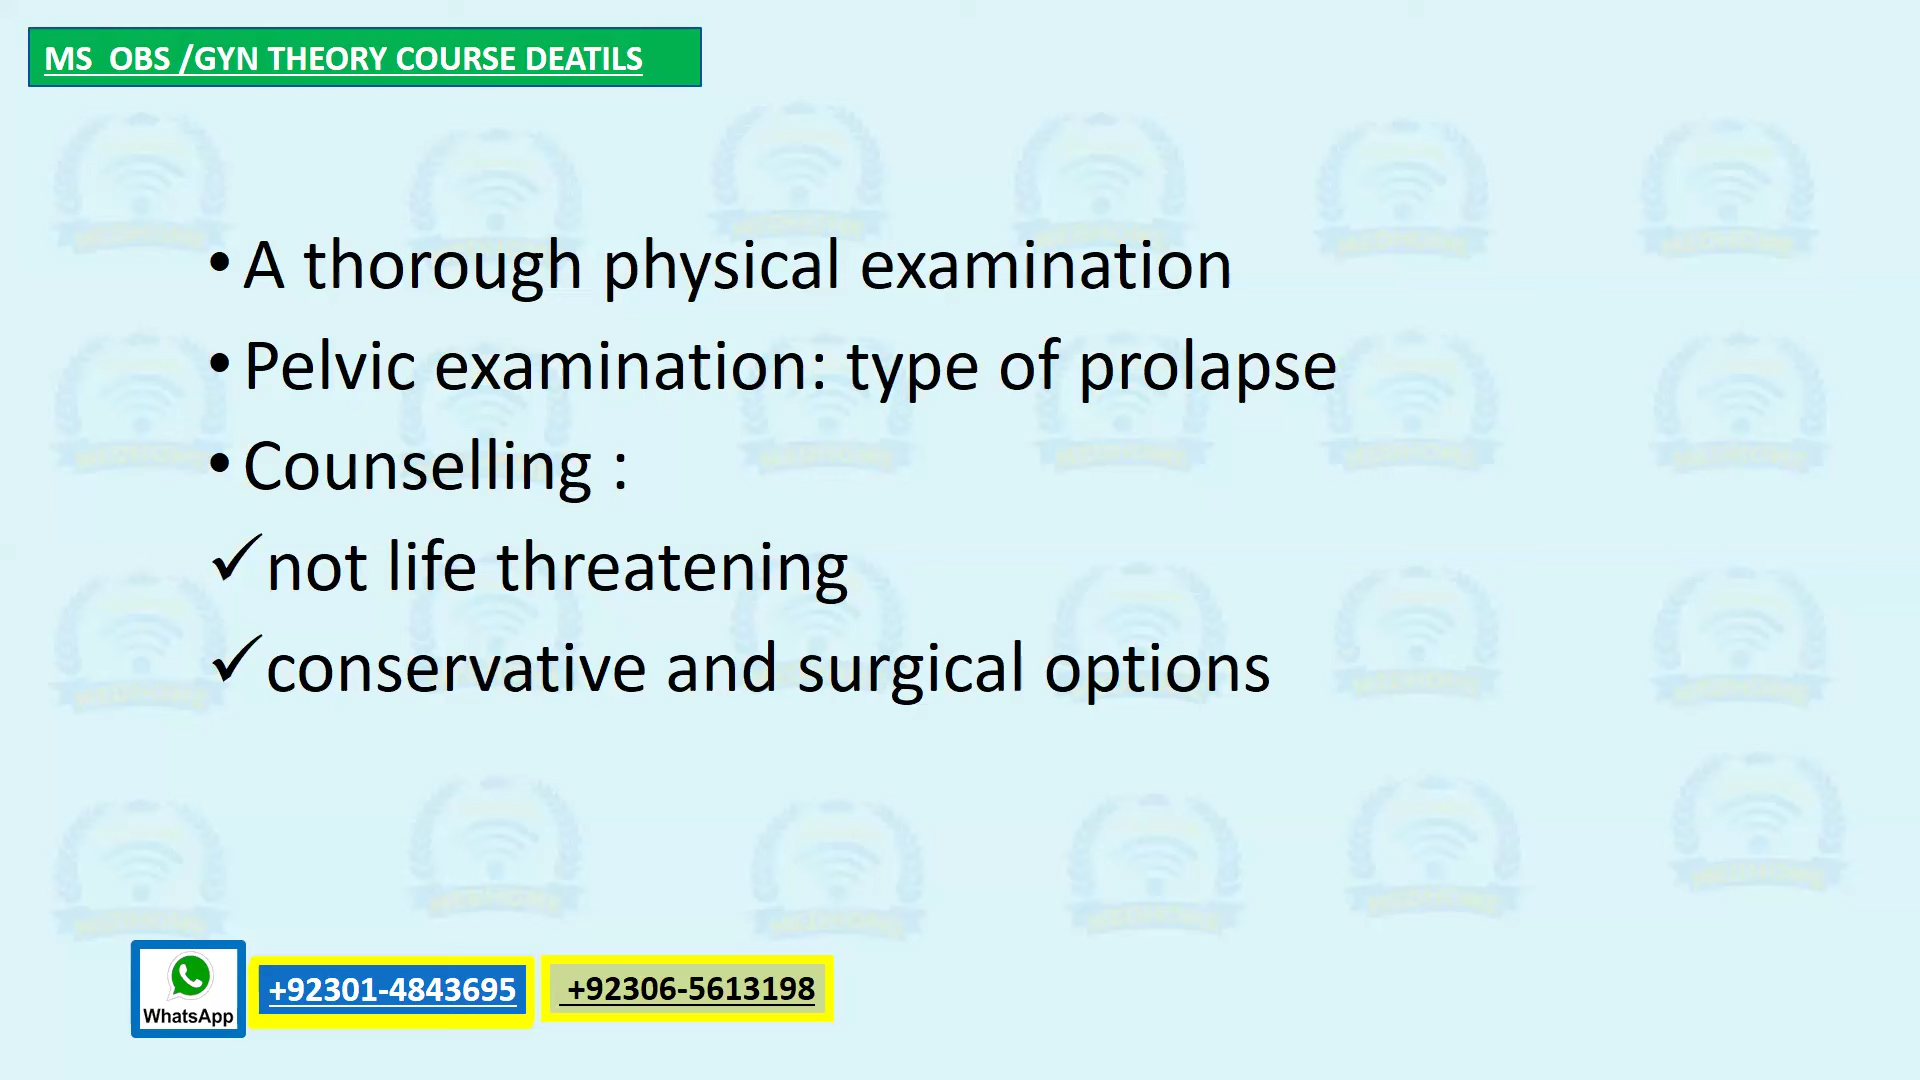 MS OBS /GYN THEORY COURSE DEATILS
• A thorough physical examination
• Pelvic examination: type of prolapse
• Counselling :
✓not life threatening
✓conservative and surgical options
WhatsApp
+92301-4843695
+92306-5613198